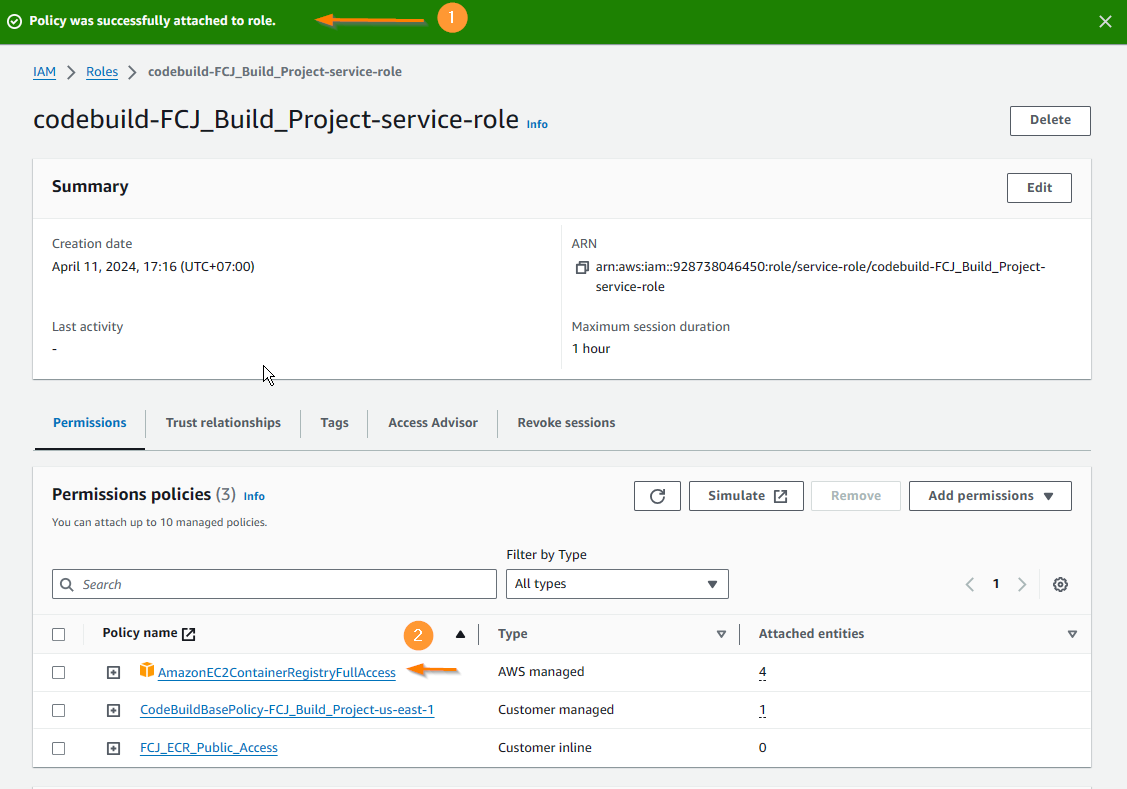 Policy was successfully attached to role.
1
IAM Roles codebuild-FCJ_Build_Project-service-role
codebuild-FCJ_Build_Project-service-role Info
Delete
Summary
Edit
Creation date
April 11, 2024, 17:16 (UTC+07:00)
ARN
arn:aws:iam::928738046450:role/service-role/codebuild-FCJ_Build_Project-
service-role
Last activity
-
Maximum session duration
1 hour
Permissions Trust relationships Tags Access Advisor Revoke sessions
Permissions policies (3) Info
Simulate Remove Add permissions
You can attach up to 10 managed policies.
Filter by Type
Search
All types
1
Policy name
2
Type
Attached entities
AmazonEC2ContainerRegistryFullAccess AWS managed 4
CodeBuildBasePolicy-FCJ_Build_Project-us-east-1 Customer managed 1
FCJ_ECR_Public_Access Customer inline 0